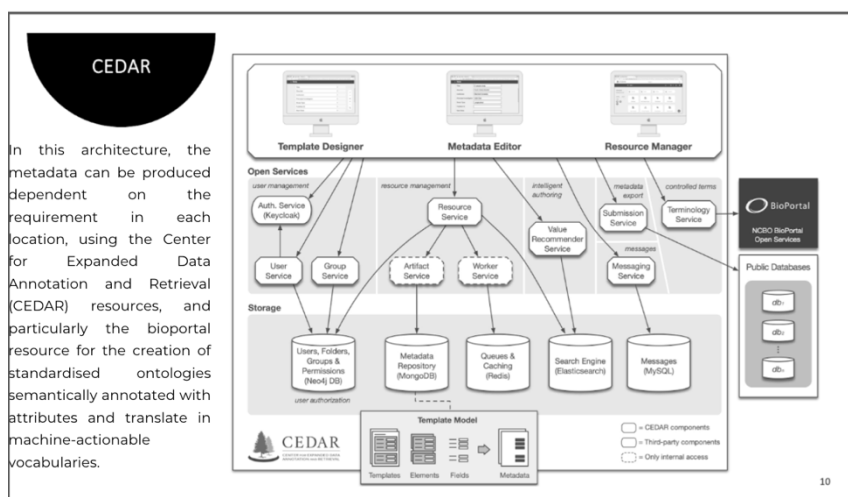 CEDAR
In this architecture, the
metadata can be produced
dependent on the
requirement in each
location, using the Center
for Expanded Data
Annotation and Retrieval
(CEDAR) resources, and
particularly the bioportal
resource for the creation of
standardised ontologies
semantically annotated with
attributes and translate in
machine-actionable
vocabularies.
Template Designer
Metadata Editor
Resource Manager
Open Services
user management
resource management
intelligent
authoring
metadata
export
controlled terms
Auth. Service
(Keycloak)
Resource
Service
Value
Recommender
Service
Submission
Service
Terminology
Service
messages
User
Service
Group
Service
Artifact
Service
Worker
Service
Messaging
Service
BioPortal
NCBO BioPortal
Open Services
Public Databases
Storage
Users, Folders,
Groups &
Permissions
(Neo4j DB)
Metadata
Repository
(MongoDB)
Queues &
Caching
(Redis)
Search Engine
(Elasticsearch)
Messages
(MySQL)
user authorization
Template Model
Templates
Elements
Fields
Metadata
CEDAR
= CEDAR components
= Third-party components
= Only internal access
10